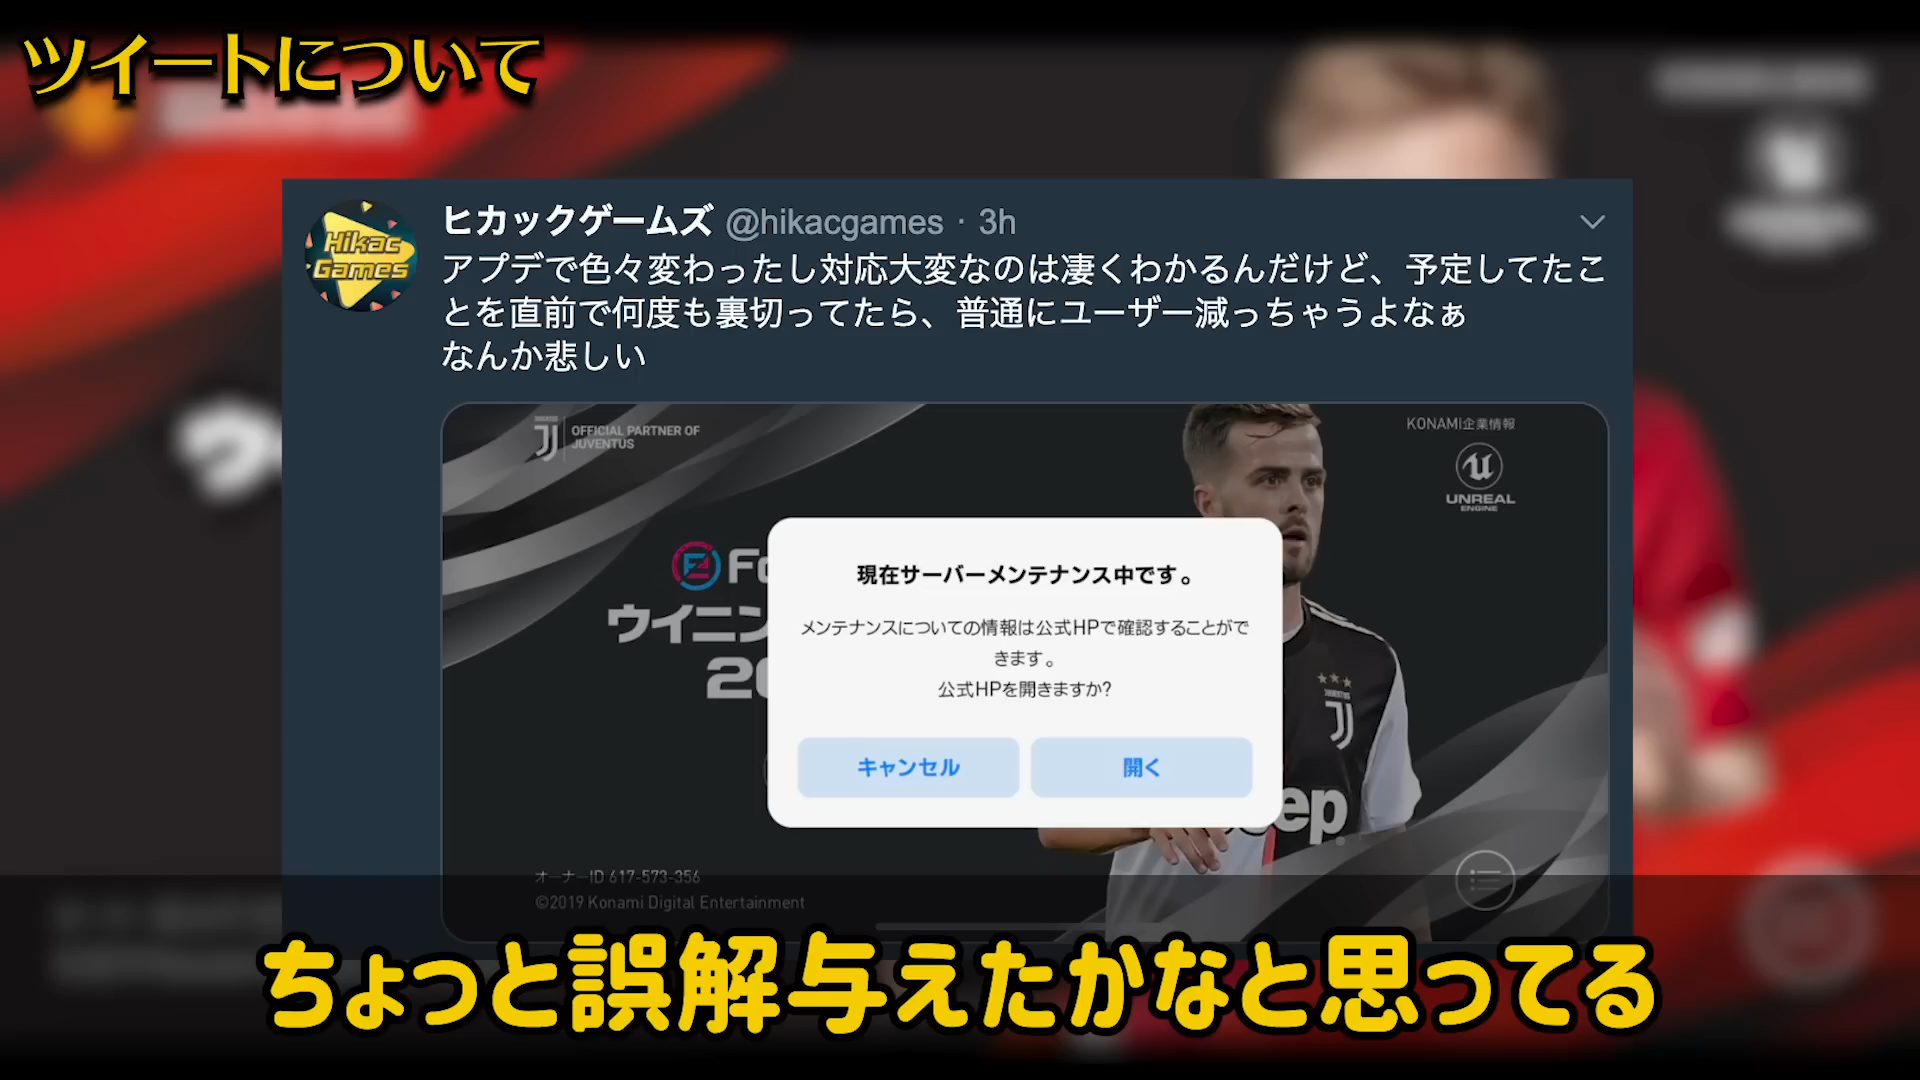 ツイートについて
ヒカックゲームズ @hikacgames · 3h
Hikac
Games
アプデで色々変わったし対応大変なのは凄くわかるんだけど、予定してたこ
とを直前で何度も裏切ってたら、普通にユーザー減っちゃうよなぁ
なんか悲しい
OFFICIAL PARTNER OF
JUVENTUS
KONAMI企業情報
UNREAL
ENGINE
ウイニン
現在サーバーメンテナンス中です。
メンテナンスについての情報は公式HPで確認することがで
きます。
公式HPを開きますか?
キャンセル
開く
オーナーID 617-573-356
©2019 Konami Digital Entertainment
ちょっと誤解与えたかなと思ってる